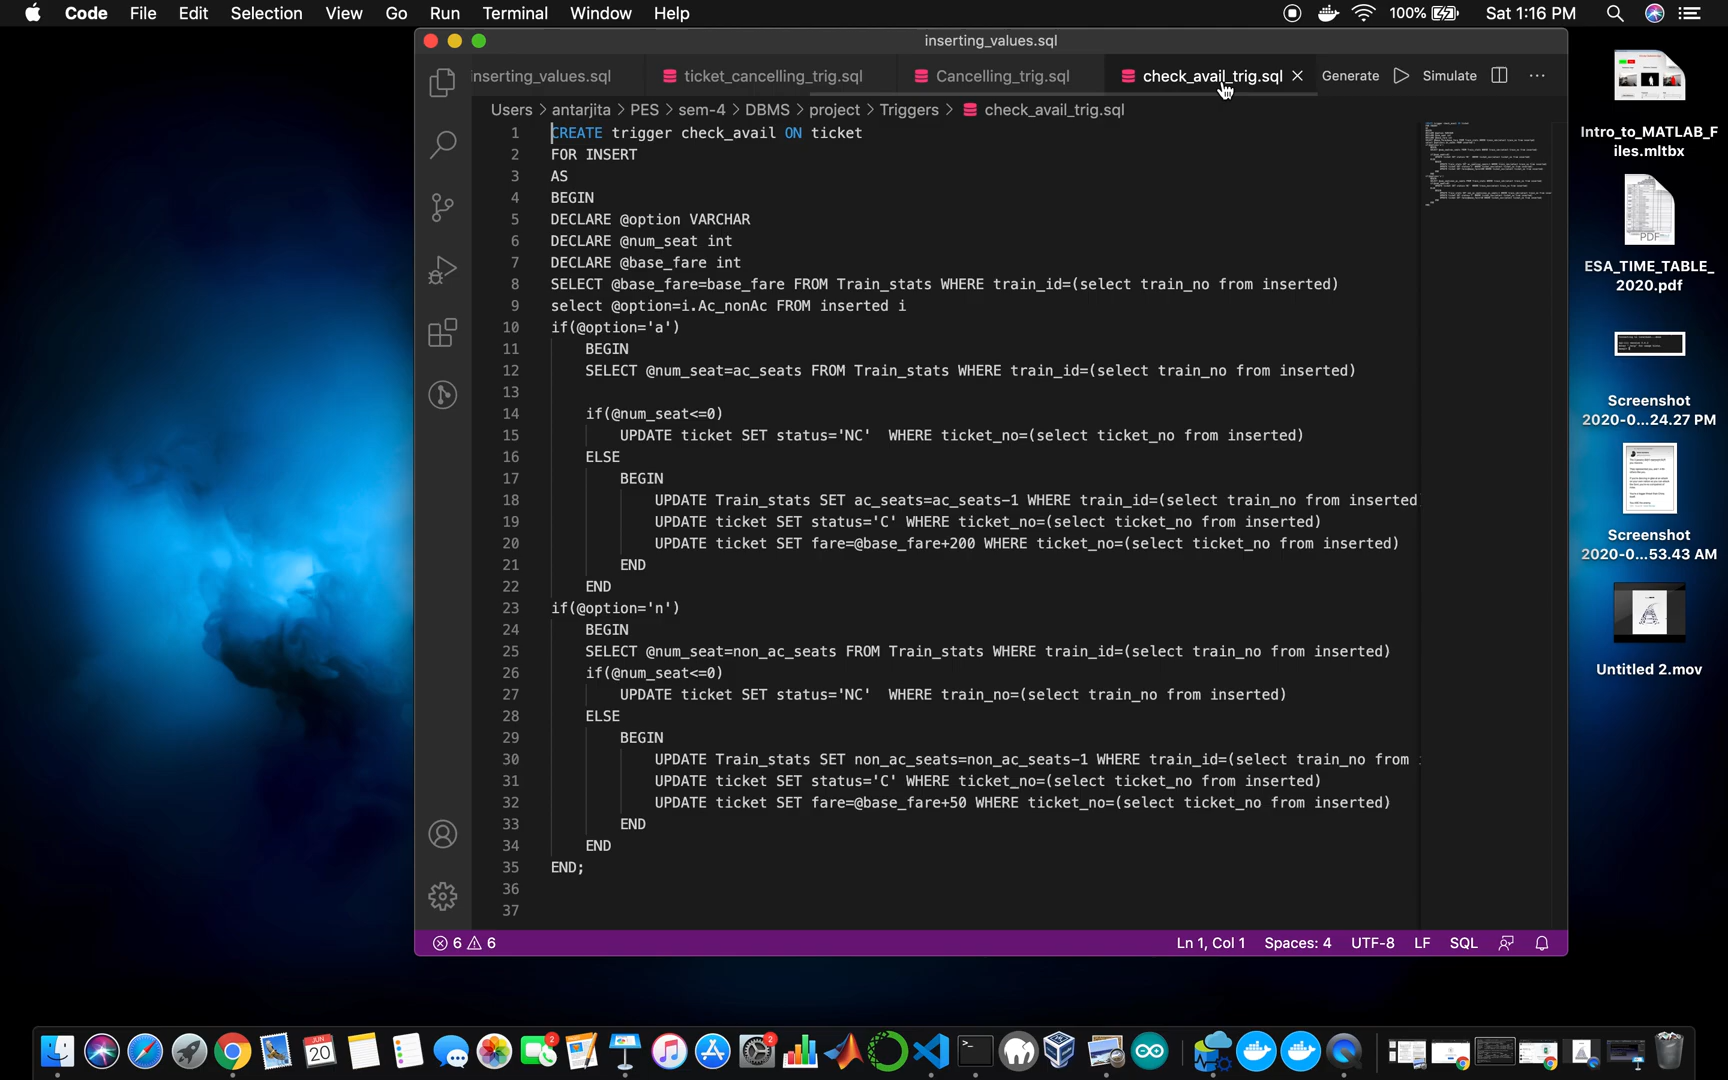 Code File Edit Selection View Go Run Terminal Window Help 100% Sat 1:16 PM
inserting_values.sql
nserting_values.sql ticket_cancelling_trig.sql Cancelling_trig.sql check_avail_trig.sql Generate Simulate
Users > antarjita > PES > sem-4 > DBMS > project > Triggers > check_avail_trig.sql
1 CREATE trigger check_avail ON ticket
2 FOR INSERT
3 AS
4 BEGIN
5 DECLARE @option VARCHAR
6 DECLARE @num_seat int
7 DECLARE @base_fare int
8 SELECT @base_fare=base_fare FROM Train_stats WHERE train_id=(select train_no from inserted)
9 select @option=i.Ac_nonAc FROM inserted i
10 if(@option='a')
11 BEGIN
12 SELECT @num_seat=ac_seats FROM Train_stats WHERE train_id=(select train_no from inserted)
13
14 if(@num_seat<=0)
15 UPDATE ticket SET status='NC'  WHERE ticket_no=(select ticket_no from inserted)
16 ELSE
17 BEGIN
18 UPDATE Train_stats SET ac_seats=ac_seats-1 WHERE train_id=(select train_no from inserted
19 UPDATE ticket SET status='C' WHERE ticket_no=(select ticket_no from inserted)
20 UPDATE ticket SET fare=@base_fare+200 WHERE ticket_no=(select ticket_no from inserted)
21 END
22 END
23 if(@option='n')
24 BEGIN
25 SELECT @num_seat=non_ac_seats FROM Train_stats WHERE train_id=(select train_no from inserted)
26 if(@num_seat<=0)
27 UPDATE ticket SET status='NC'  WHERE train_no=(select train_no from inserted)
28 ELSE
29 BEGIN
30 UPDATE Train_stats SET non_ac_seats=non_ac_seats-1 WHERE train_id=(select train_no from
31 UPDATE ticket SET status='C' WHERE ticket_no=(select ticket_no from inserted)
32 UPDATE ticket SET fare=@base_fare+50 WHERE ticket_no=(select ticket_no from inserted)
33 END
34 END
35 END;
36
37
6 6 Ln 1, Col 1 Spaces: 4 UTF-8 LF SQL
Intro_to_MATLAB_F
iles.mltbx
PDF
ESA_TIME_TABLE_
2020.pdf
Screenshot
2020-0...24.27 PM
Screenshot
2020-0...53.43 AM
Untitled 2.mov
JUN
20
2
2